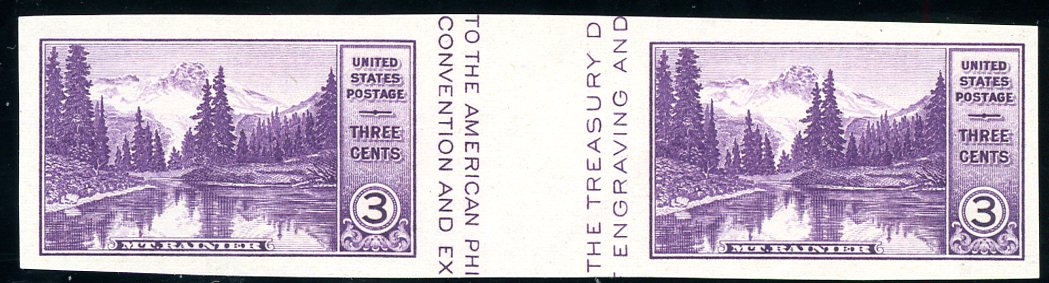 UNITED
STATES
POSTAGE
THREE
CENTS
3
MT. RAINIER
TO THE AMERICAN PHI
CONVENTION AND EX
THE TREASURY D
ENGRAVING AND
UNITED
STATES
POSTAGE
THREE
CENTS
3
MT. RAINIER